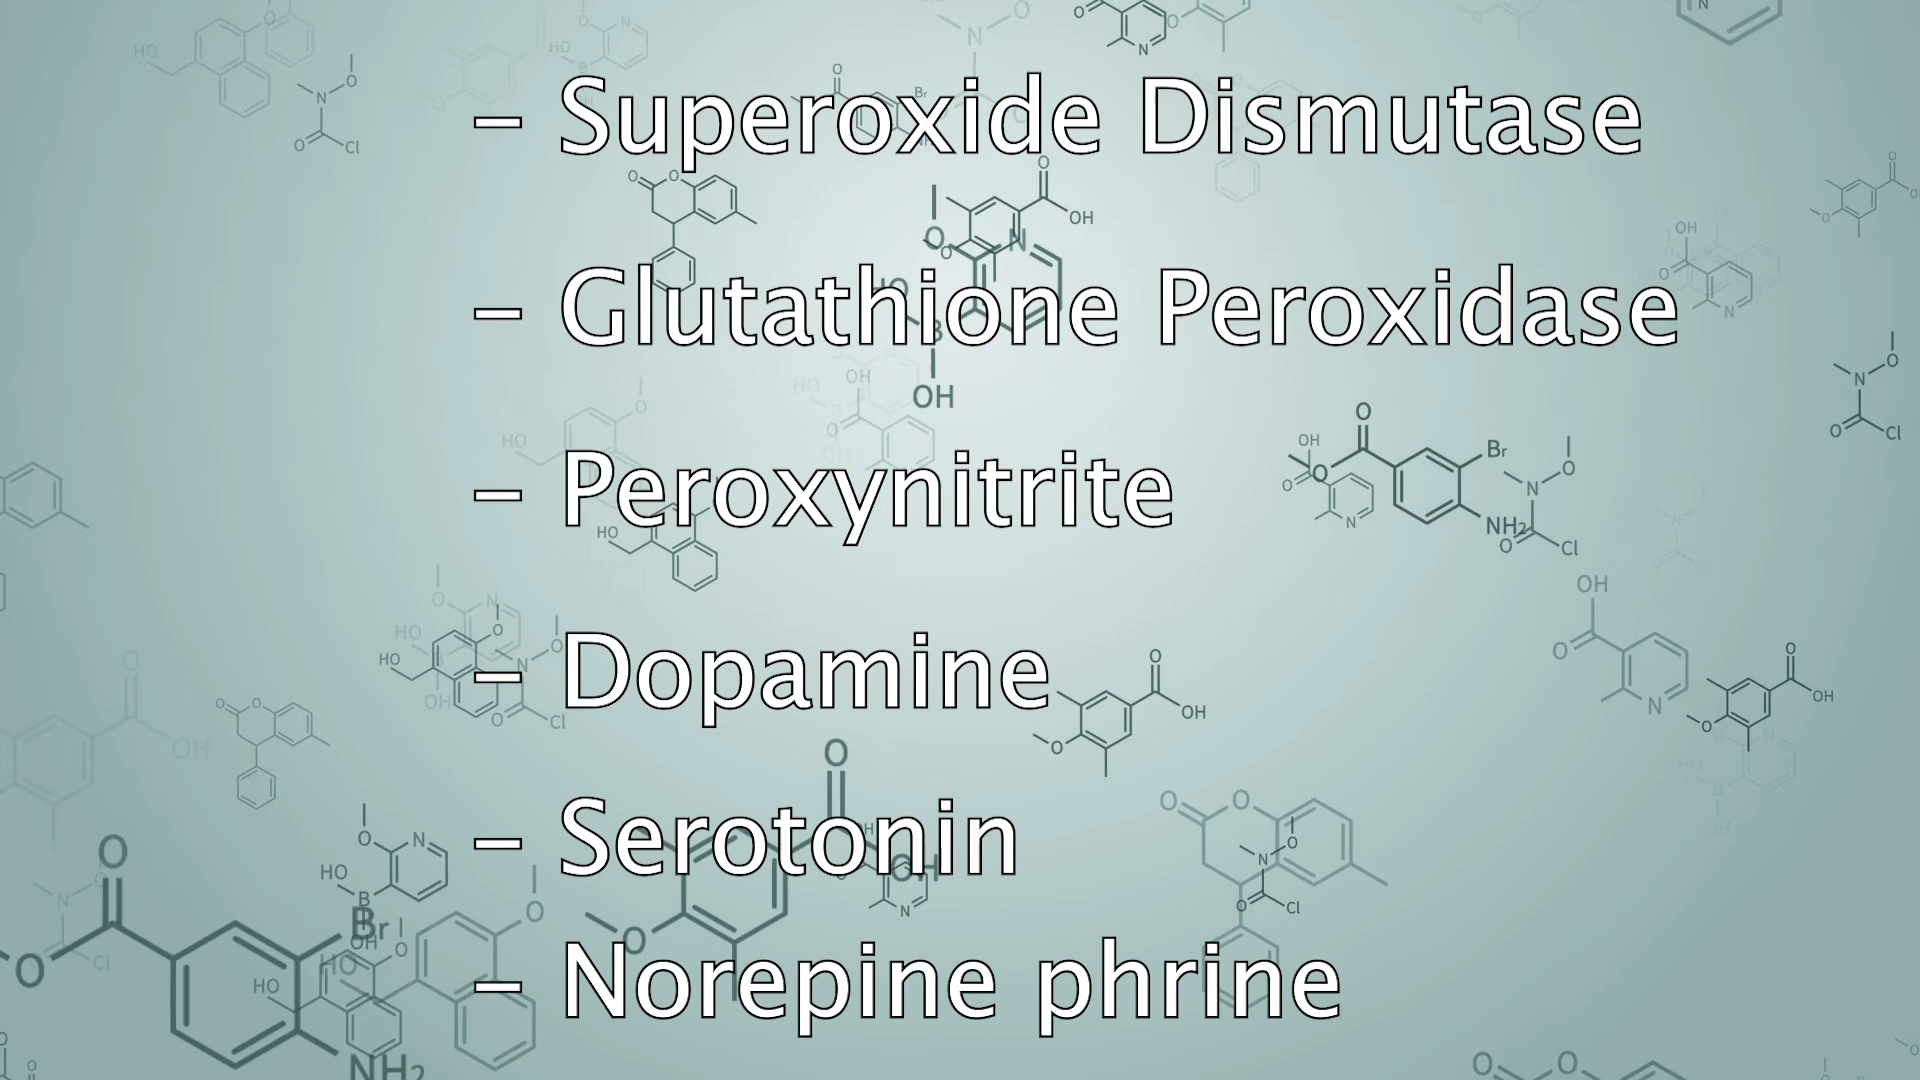 – Superoxide Dismutase
– Glutathione Peroxidase
– Peroxynitrite
– Dopamine
– Serotonin
– Norepine phrine